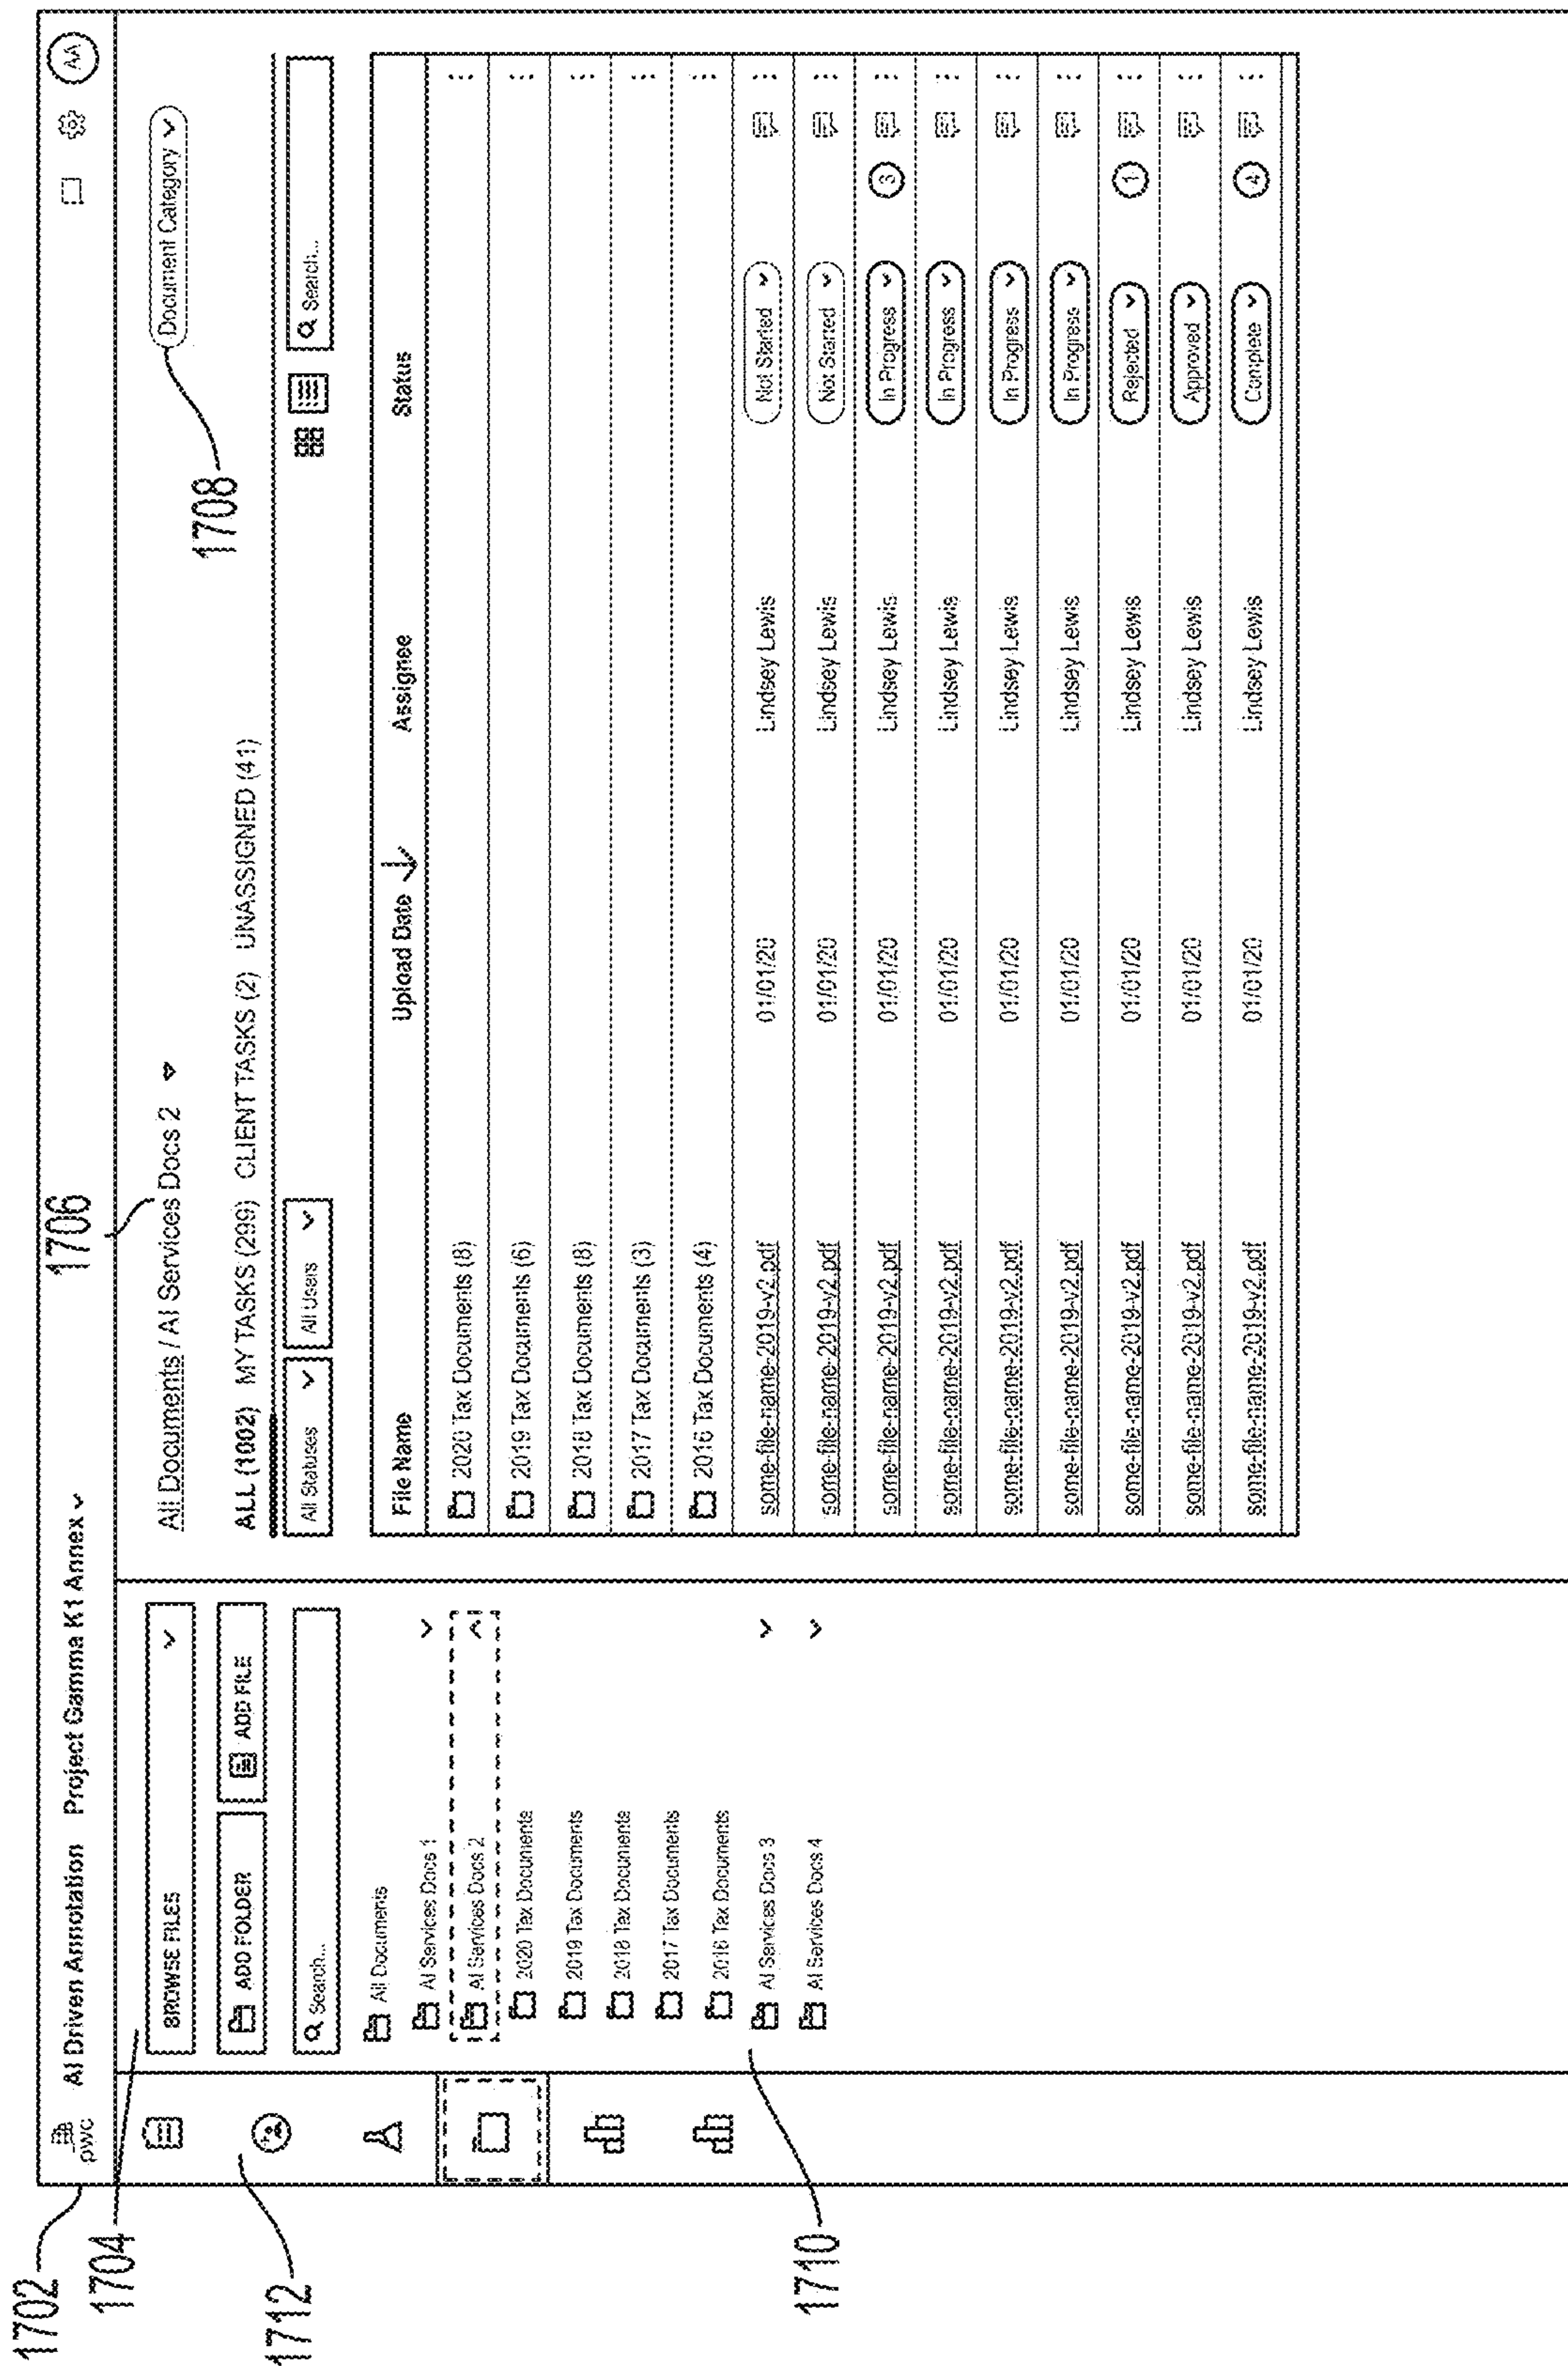 1702
1704
1712
1710
1706
1708
pwc
AI Driven Annotation Project Gamma K1 Annex
AA
BROWSE FILES
ADD FOLDER ADD FILE
Search...
All Documents
AI Services Docs 1
AI Services Docs 2
2020 Tax Documents
2019 Tax Documents
2018 Tax Documents
2017 Tax Documents
2016 Tax Documents
AI Services Docs 3
AI Services Docs 4
All Documents / AI Services Docs 2
Document Category
ALL (1002) MY TASKS (299) CLIENT TASKS (2) UNASSIGNED (41)
All Statuses All Users Search...
File Name Upload Date Assignee Status
2020 Tax Documents (8)
2019 Tax Documents (6)
2018 Tax Documents (8)
2017 Tax Documents (3)
2016 Tax Documents (4)
some-file-name-2019-v2.pdf 01/01/20 Lindsey Lewis Not Started
some-file-name-2019-v2.pdf 01/01/20 Lindsey Lewis Not Started
some-file-name-2019-v2.pdf 01/01/20 Lindsey Lewis In Progress 3
some-file-name-2019-v2.pdf 01/01/20 Lindsey Lewis In Progress
some-file-name-2019-v2.pdf 01/01/20 Lindsey Lewis In Progress
some-file-name-2019-v2.pdf 01/01/20 Lindsey Lewis In Progress
some-file-name-2019-v2.pdf 01/01/20 Lindsey Lewis Rejected 1
some-file-name-2019-v2.pdf 01/01/20 Lindsey Lewis Approved
some-file-name-2019-v2.pdf 01/01/20 Lindsey Lewis Complete 4